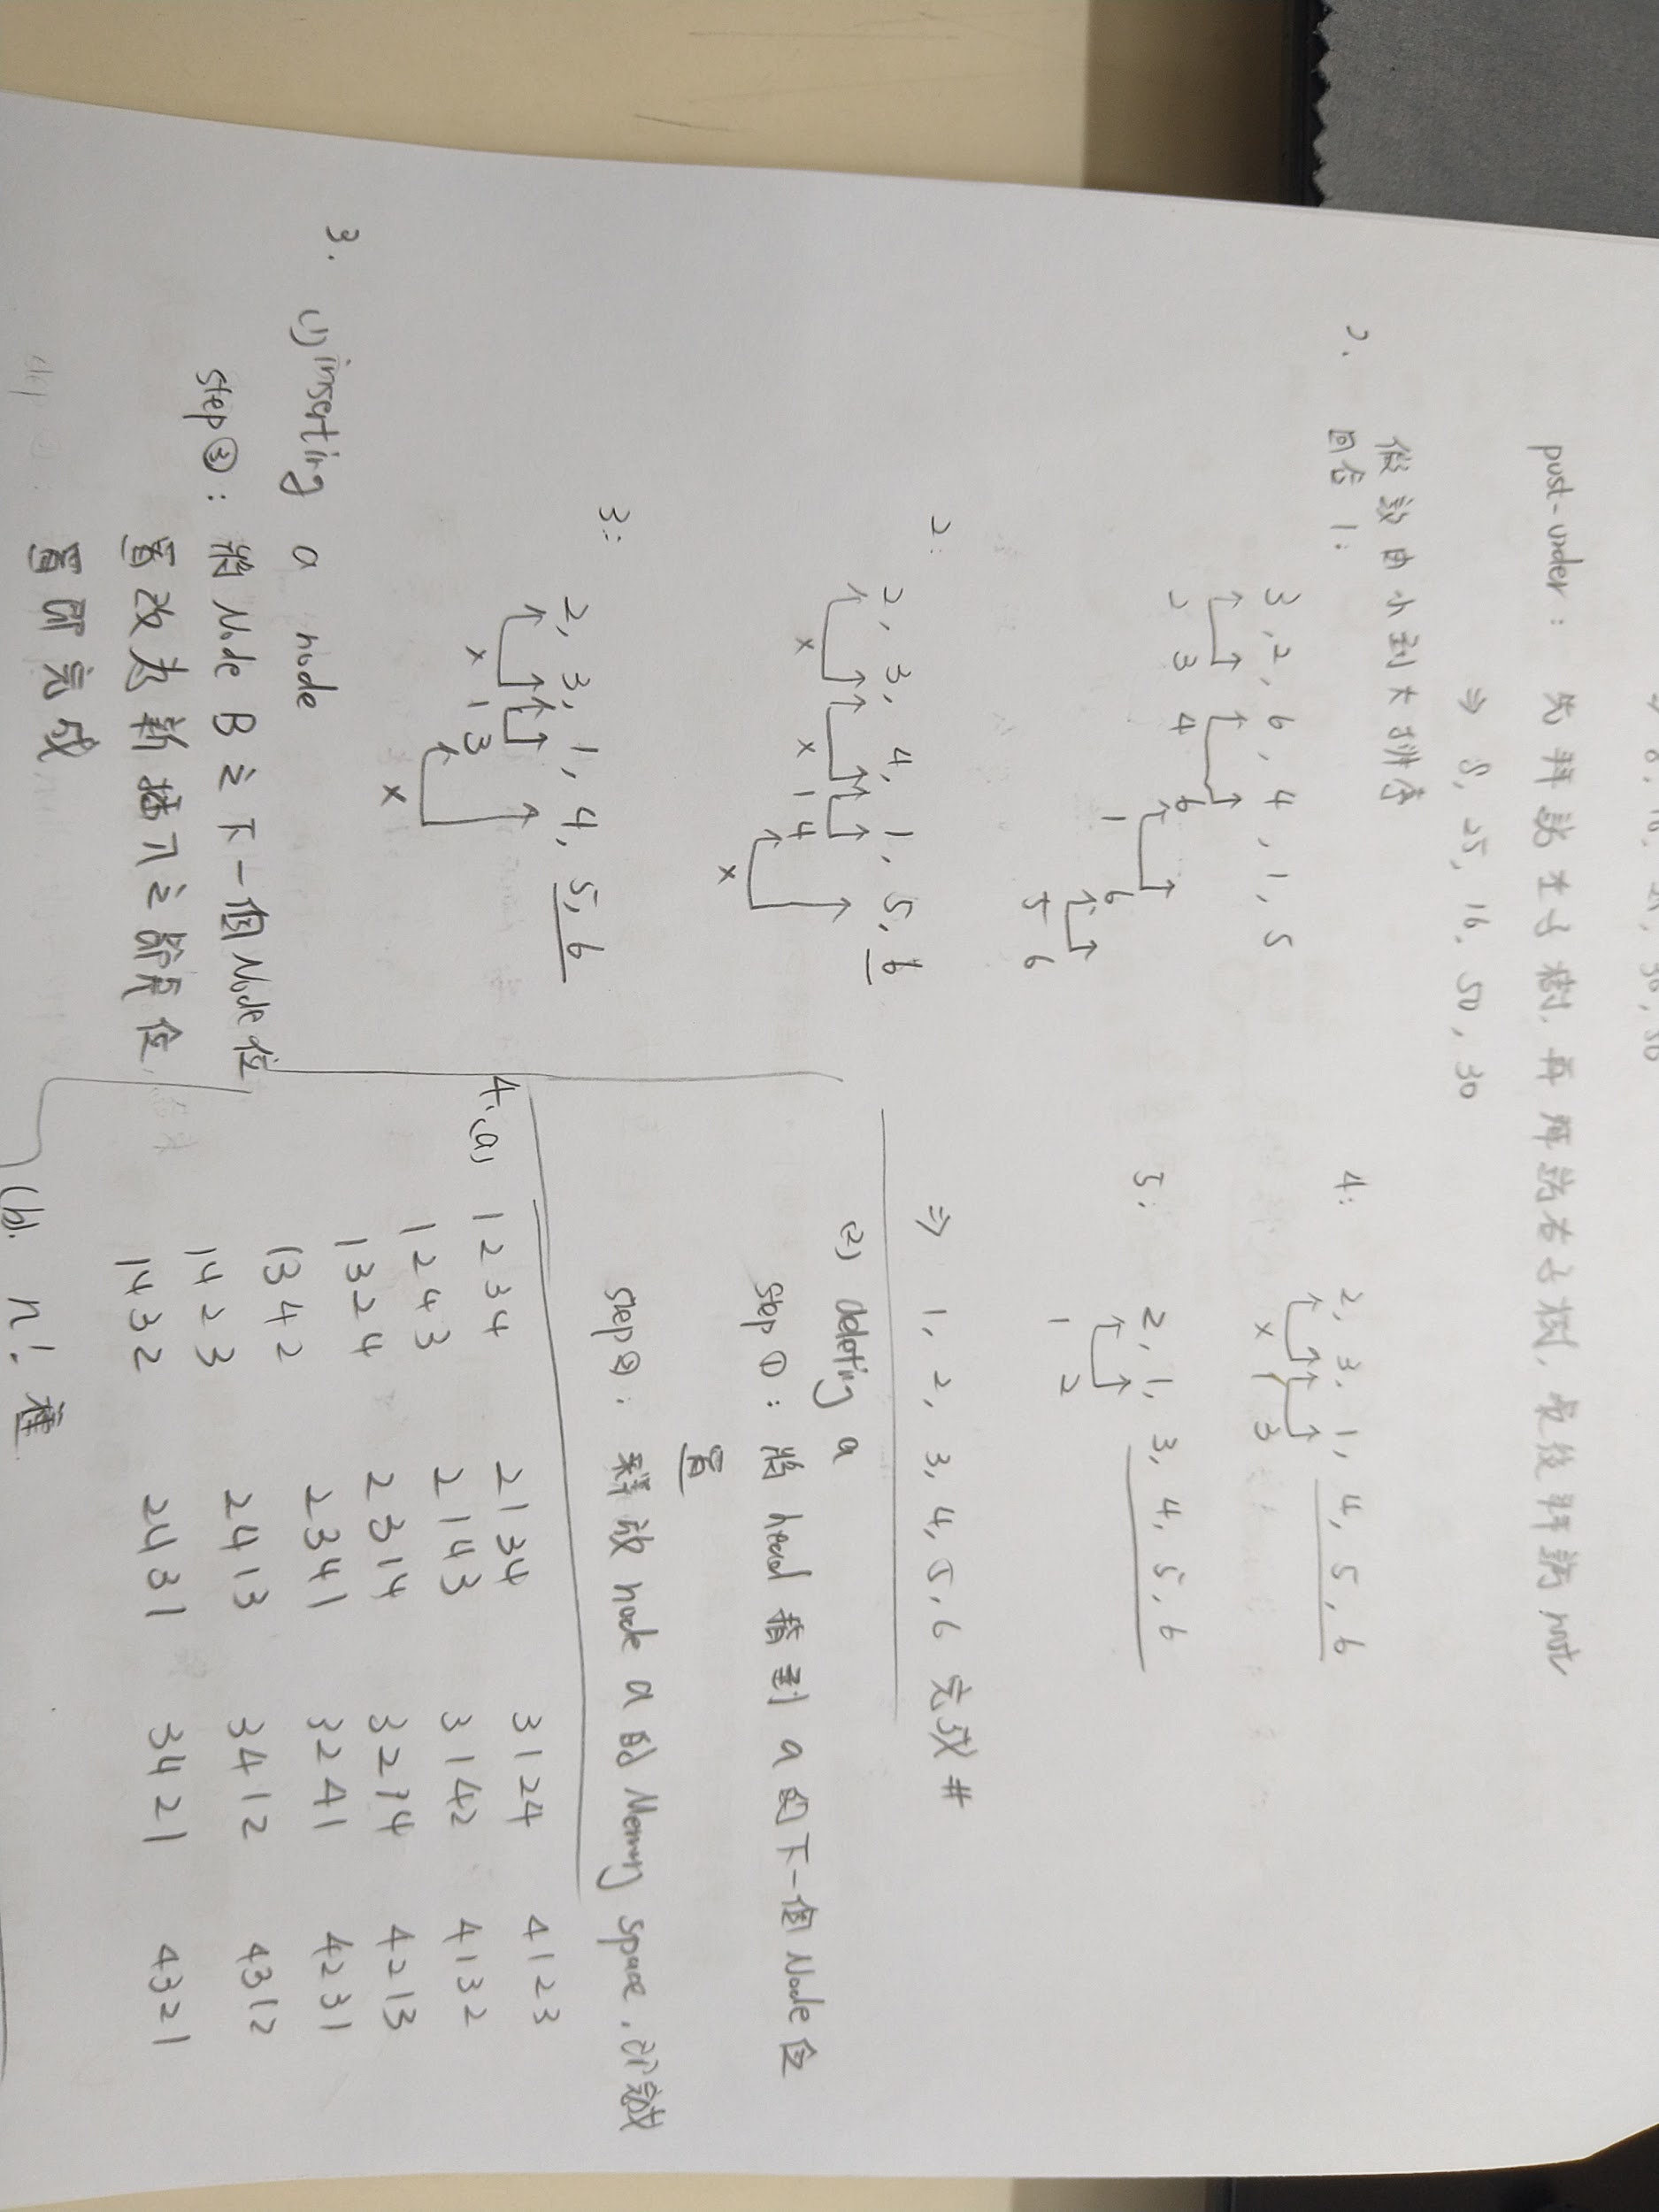 post-order : 先拜訪左子樹, 再拜訪右子樹, 最後拜訪 root
⇒ 8, 25, 16, 50, 30
2. 假設由小到大排序
回合 1:
3, 2, 6, 4, 1, 5
2 3 4 6
1 6
5 6
2:
2, 3, 4, 1, 5, 6
x x 1 4
x
3:
2, 3, 1, 4, 5, 6
x 1 3
x
4:
2, 3, 1, 4, 5, 6
x 1 3
5:
2, 1, 3, 4, 5, 6
1 2
⇒ 1, 2, 3, 4, 5, 6 完成 #
3. (1) inserting a node
step ③ : 將 Node B 之下一個 Node 位
置改為新插入之節點位
置即完成
(2) deleting a
step ① : 將 head 指到 a 的下一個 Node 位
置
step ② : 釋放 node a 的 Memory space, 即完成
4. (a) 1234 2134 3124 4123
1243 2143 3142 4132
1324 2314 3214 4213
1342 2341 3241 4231
1423 2413 3412 4312
1432 2431 3421 4321
(b). n! 種